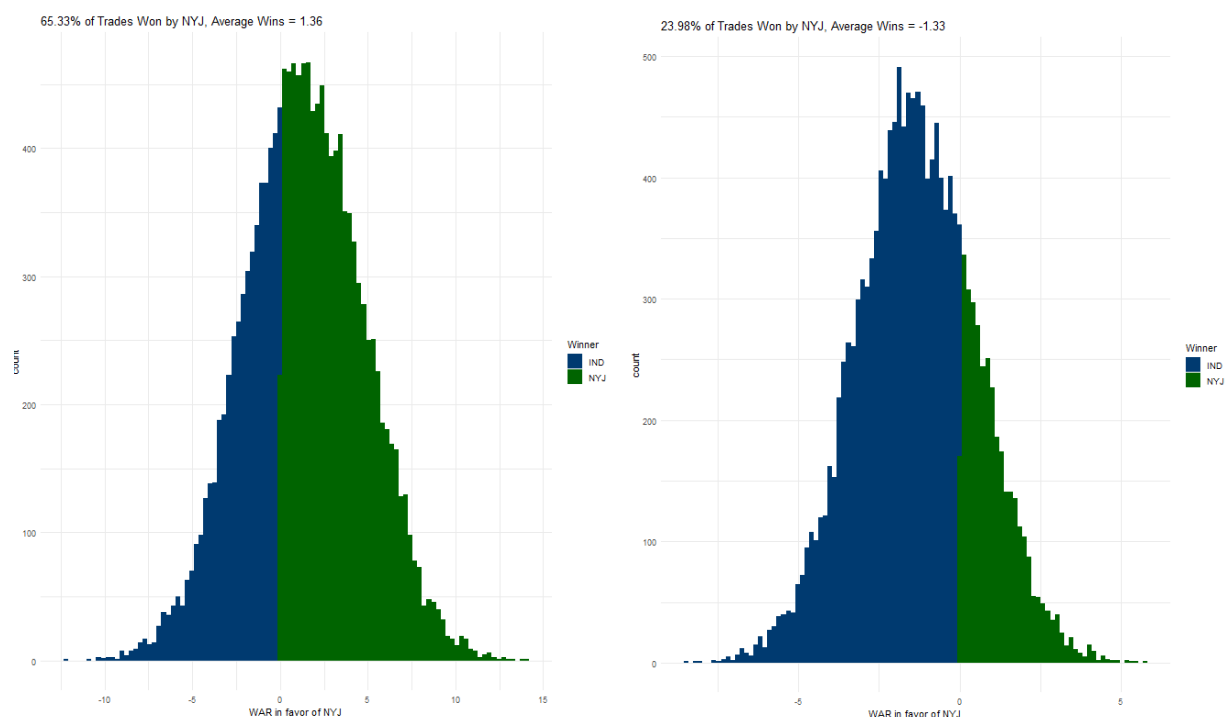 65.33% of Trades Won by NYJ, Average Wins = 1.36
400
300
200
100
0
count
-10 -5 0 5 10 15
WAR in favor of NYJ
Winner
IND
NYJ
23.98% of Trades Won by NYJ, Average Wins = -1.33
500
400
300
200
100
0
count
-5 0 5
WAR in favor of NYJ
Winner
IND
NYJ